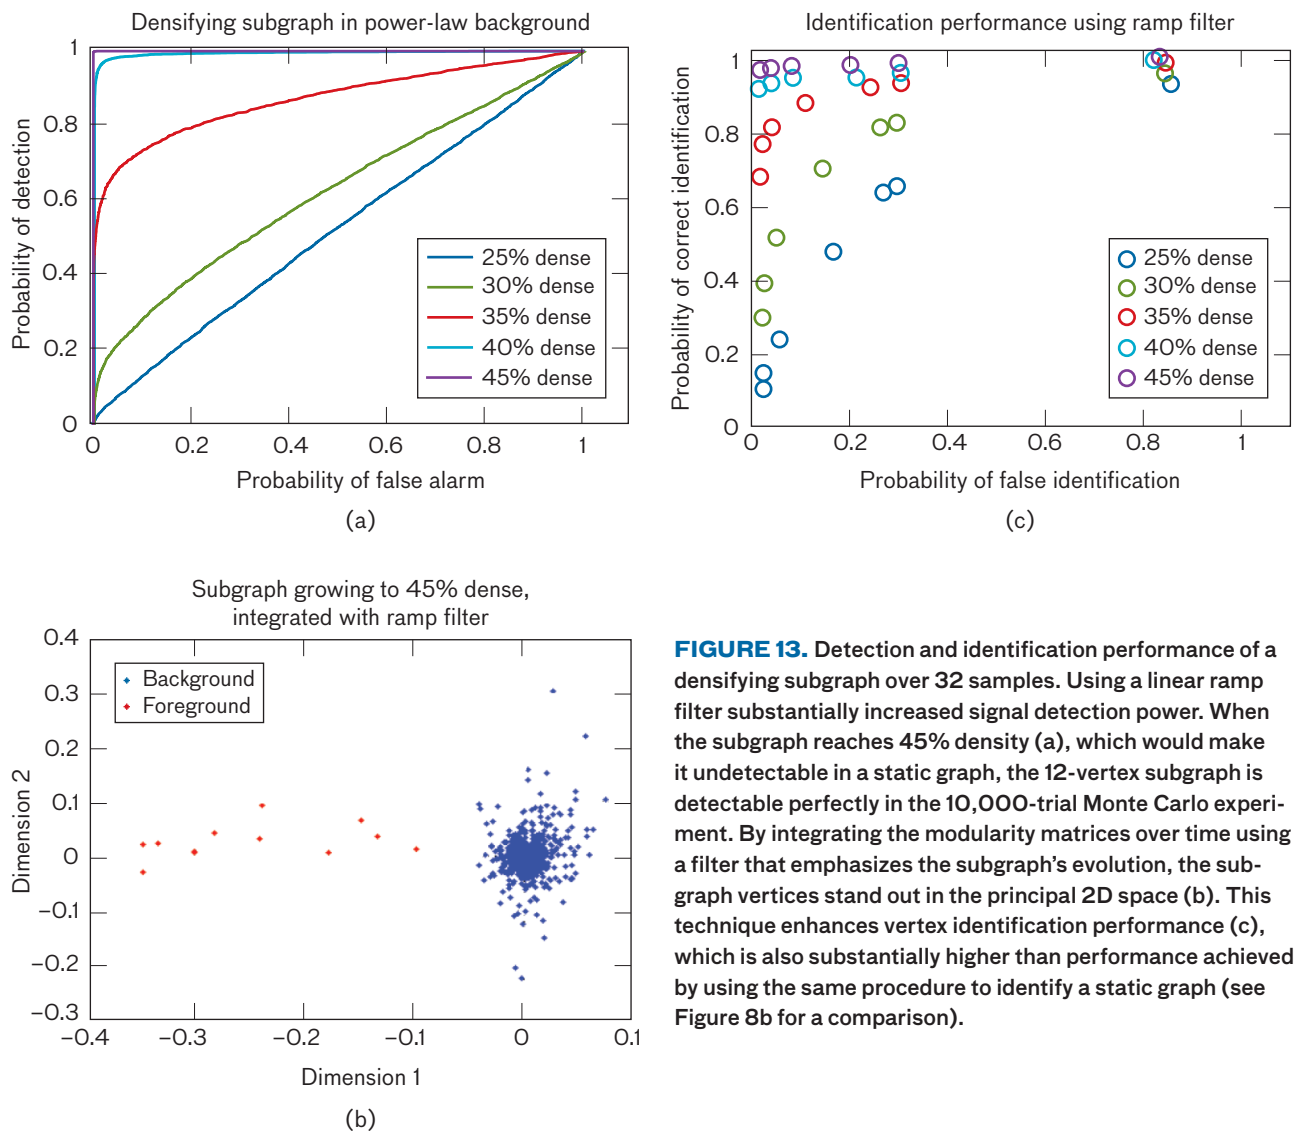 Densifying subgraph in power-law background
1
0.8
0.6
0.4
0.2
0
0
0.2
0.4
0.6
0.8
1
Probability of detection
Probability of false alarm
25% dense
30% dense
35% dense
40% dense
45% dense
(a)
Identification performance using ramp filter
1
0.8
0.6
0.4
0.2
0
0
0.2
0.4
0.6
0.8
1
Probability of correct identification
Probability of false identification
25% dense
30% dense
35% dense
40% dense
45% dense
(c)
Subgraph growing to 45% dense,
integrated with ramp filter
0.4
0.3
0.2
0.1
0
−0.1
−0.2
−0.3
−0.4
−0.3
−0.2
−0.1
0
0.1
Dimension 2
Dimension 1
Background
Foreground
(b)
FIGURE 13. Detection and identification performance of a
densifying subgraph over 32 samples. Using a linear ramp
filter substantially increased signal detection power. When
the subgraph reaches 45% density (a), which would make
it undetectable in a static graph, the 12-vertex subgraph is
detectable perfectly in the 10,000-trial Monte Carlo experi-
ment. By integrating the modularity matrices over time using
a filter that emphasizes the subgraph’s evolution, the sub-
graph vertices stand out in the principal 2D space (b). This
technique enhances vertex identification performance (c),
which is also substantially higher than performance achieved
by using the same procedure to identify a static graph (see
Figure 8b for a comparison).